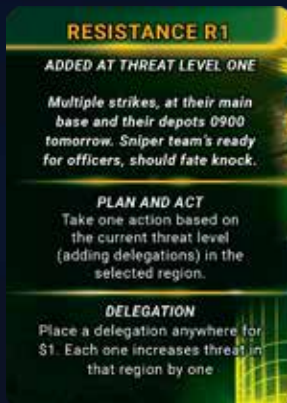 RESISTANCE R1
ADDED AT THREAT LEVEL ONE
Multiple strikes, at their main
base and their depots 0900
tomorrow. Sniper team's ready
for officers, should fate knock.
PLAN AND ACT
Take one action based on
the current threat level
(adding delegations) in the
selected region.
DELEGATION
Place a delegation anywhere for
$1. Each one increases threat in
that region by one